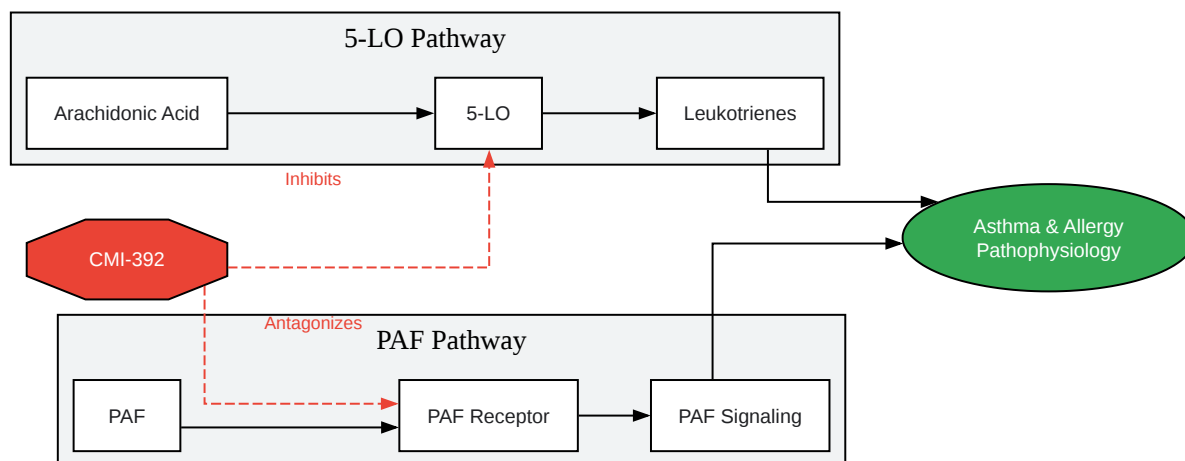 5-LO Pathway
Arachidonic Acid
5-LO
Leukotrienes
Inhibits
CMI-392
Asthma & Allergy
Pathophysiology
Antagonizes
PAF Pathway
PAF
PAF Receptor
PAF Signaling